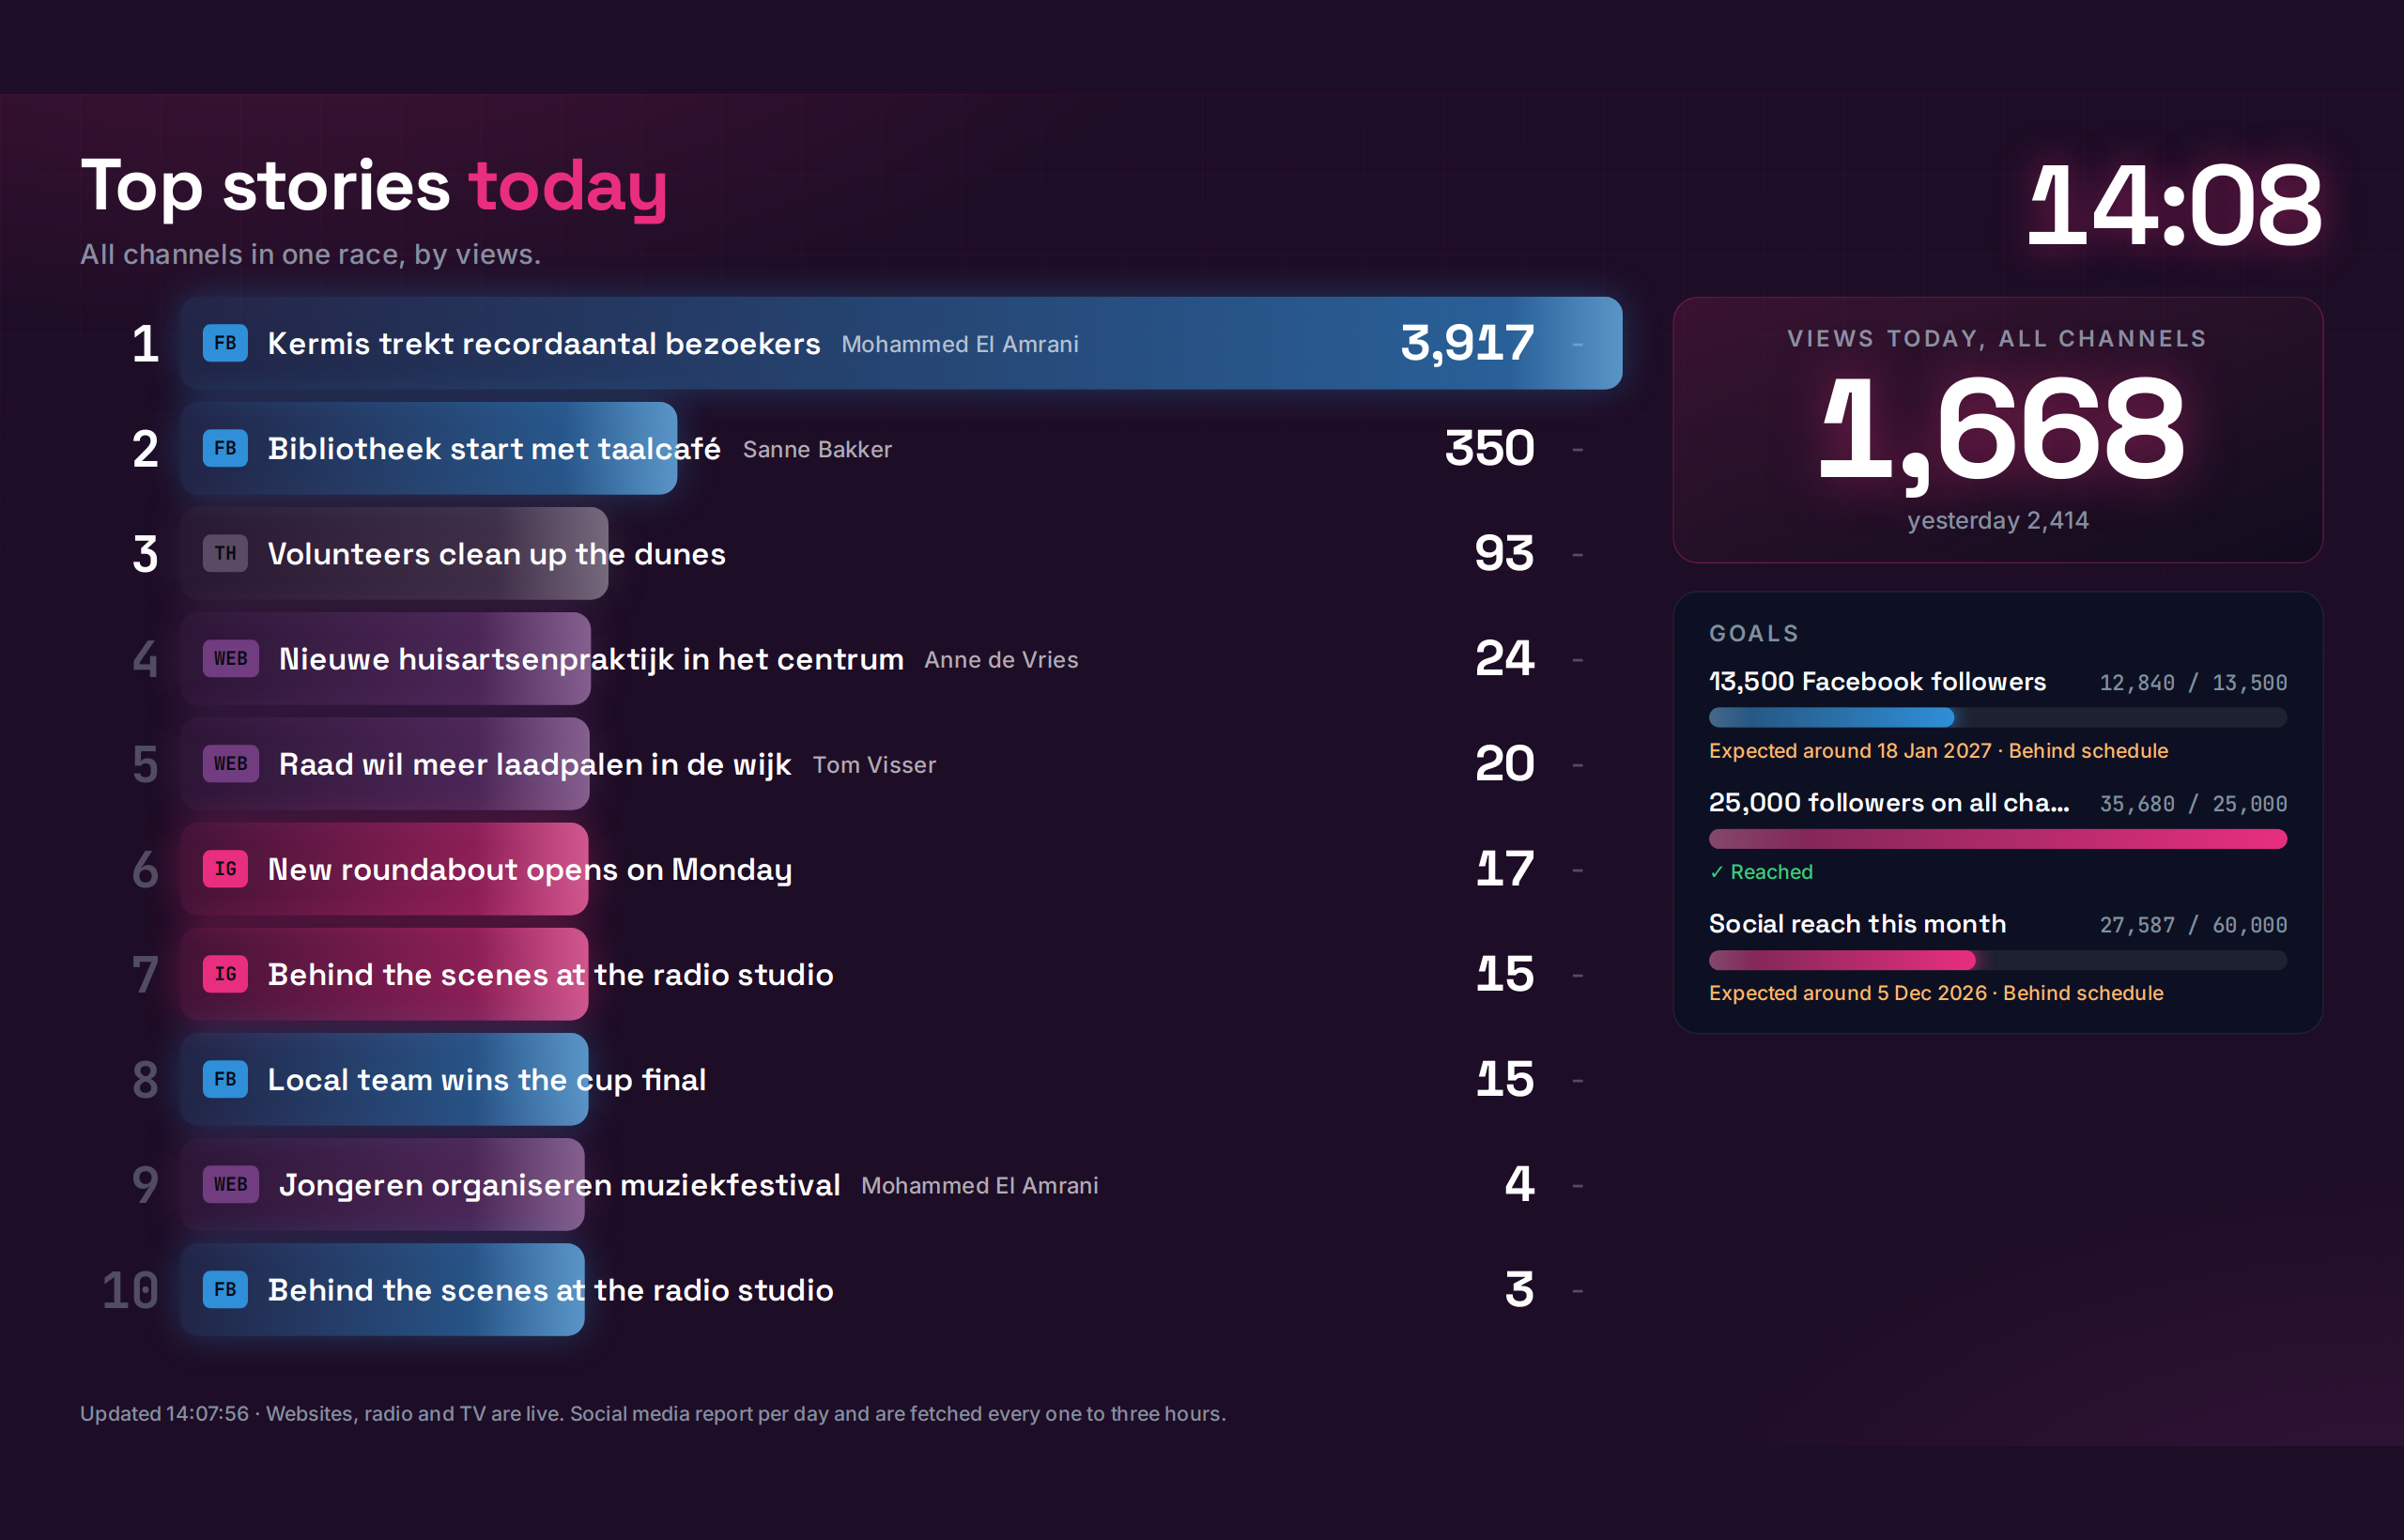 Top stories today
All channels in one race, by views.
14:08
1 FB Kermis trekt recordaantal bezoekers Mohammed El Amrani 3,917 -
2 FB Bibliotheek start met taalcafé Sanne Bakker 350 -
3 TH Volunteers clean up the dunes 93 -
4 WEB Nieuwe huisartsenpraktijk in het centrum Anne de Vries 24 -
5 WEB Raad wil meer laadpalen in de wijk Tom Visser 20 -
6 IG New roundabout opens on Monday 17 -
7 IG Behind the scenes at the radio studio 15 -
8 FB Local team wins the cup final 15 -
9 WEB Jongeren organiseren muziekfestival Mohammed El Amrani 4 -
10 FB Behind the scenes at the radio studio 3 -
VIEWS TODAY, ALL CHANNELS
1,668
yesterday 2,414
GOALS
13,500 Facebook followers 12,840 / 13,500
Expected around 18 Jan 2027 · Behind schedule
25,000 followers on all cha... 35,680 / 25,000
✓ Reached
Social reach this month 27,587 / 60,000
Expected around 5 Dec 2026 · Behind schedule
Updated 14:07:56 · Websites, radio and TV are live. Social media report per day and are fetched every one to three hours.